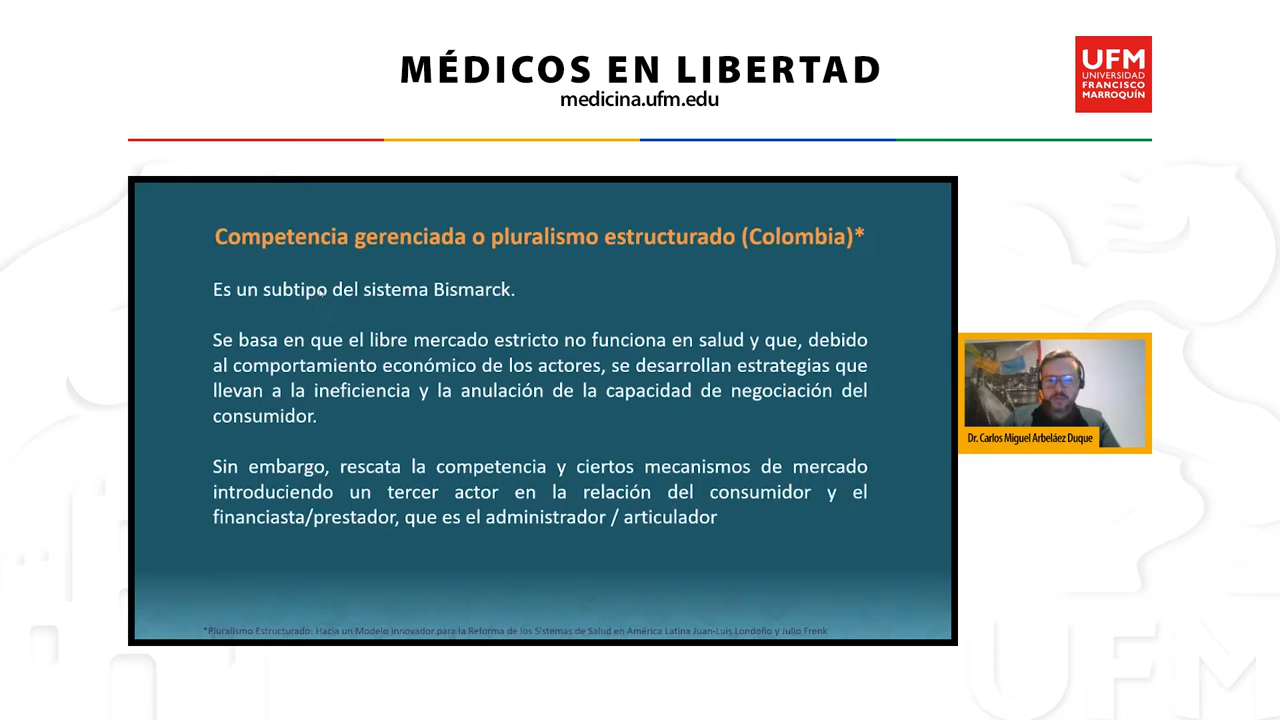 MÉDICOS EN LIBERTAD
medicina.ufm.edu
UFM
UNIVERSIDAD
FRANCISCO
MARROQUÍN
Competencia gerenciada o pluralismo estructurado (Colombia)*
Es un subtipo del sistema Bismarck.
Se basa en que el libre mercado estricto no funciona en salud y que, debido
al comportamiento económico de los actores, se desarrollan estrategias que
llevan a la ineficiencia y la anulación de la capacidad de negociación del
consumidor.
Sin embargo, rescata la competencia y ciertos mecanismos de mercado
introduciendo un tercer actor en la relación del consumidor y el
financiasta/prestador, que es el administrador / articulador
*Pluralismo Estructurado: Hacia un Modelo innovador para la Reforma de los Sistemas de Salud en América Latina Juan-Luis Londoño y Julio Frenk
Dr. Carlos Miguel Arbeláez Duque
UFM